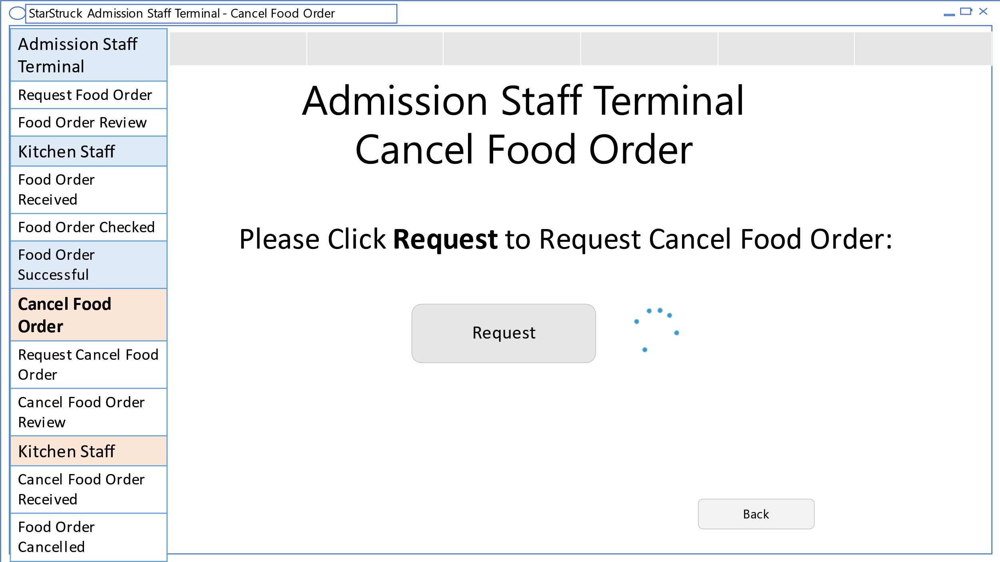 StarStruck Admission Staff Terminal - Cancel Food Order
Admission Staff
Terminal
Request Food Order
Food Order Review
Kitchen Staff
Food Order
Received
Food Order Checked
Food Order
Successful
Cancel Food
Order
Request Cancel Food
Order
Cancel Food Order
Review
Kitchen Staff
Cancel Food Order
Received
Food Order
Cancelled
Admission Staff Terminal
Cancel Food Order
Please Click Request to Request Cancel Food Order:
Request
Back